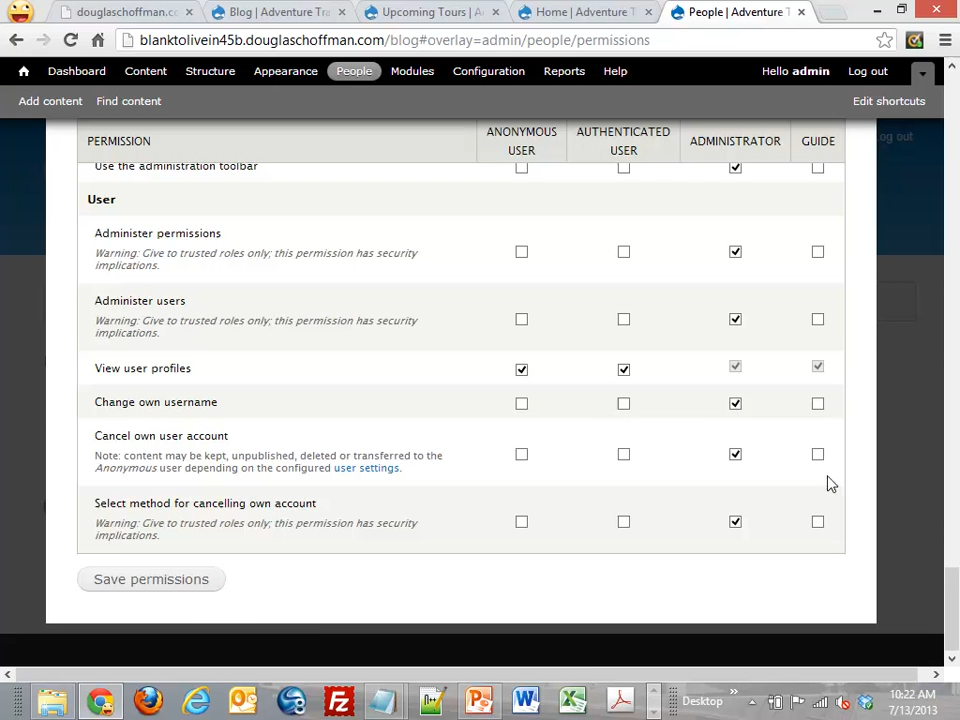 douglaschoffman.co
Blog | Adventure Tra
Upcoming Tours | A
Home | Adventure T
People | Adventure T
blanktolivein45b.douglaschoffman.com/blog#overlay=admin/people/permissions
Dashboard Content Structure Appearance People Modules Configuration Reports Help Hello admin Log out
Add content Find content Edit shortcuts
Log out
PERMISSION
ANONYMOUS
USER
AUTHENTICATED
USER
ADMINISTRATOR
GUIDE
Use the administration toolbar
User
Administer permissions
Warning: Give to trusted roles only; this permission has security
implications.
Administer users
Warning: Give to trusted roles only; this permission has security
implications.
View user profiles
Change own username
Cancel own user account
Note: content may be kept, unpublished, deleted or transferred to the
Anonymous user depending on the configured user settings.
Select method for cancelling own account
Warning: Give to trusted roles only; this permission has security
implications.
Save permissions
Desktop
10:22 AM
7/13/2013